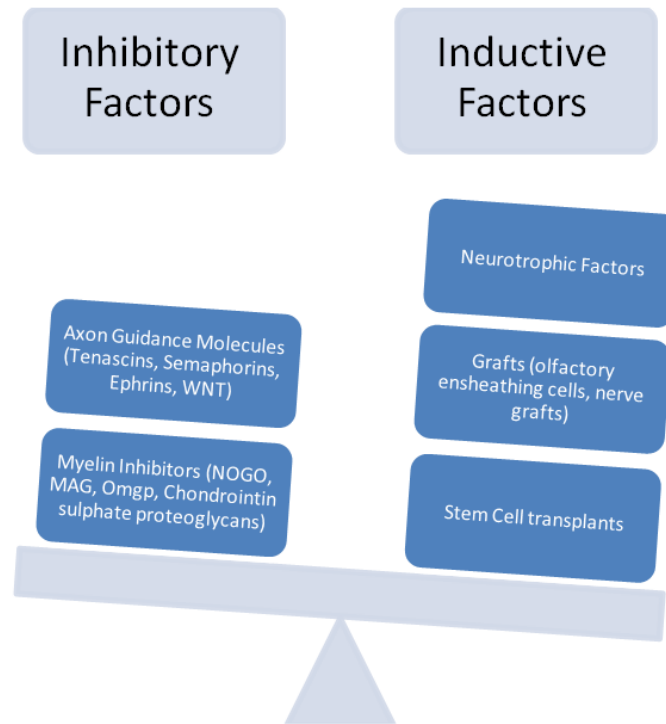 Inhibitory
Factors
Inductive
Factors
Neurotrophic Factors
Axon Guidance Molecules
(Tenascins, Semaphorins,
Ephrins, WNT)
Grafts (olfactory
ensheathing cells, nerve
grafts)
Myelin Inhibitors (NOGO,
MAG, Omgp, Chondrointin
sulphate proteoglycans)
Stem Cell transplants